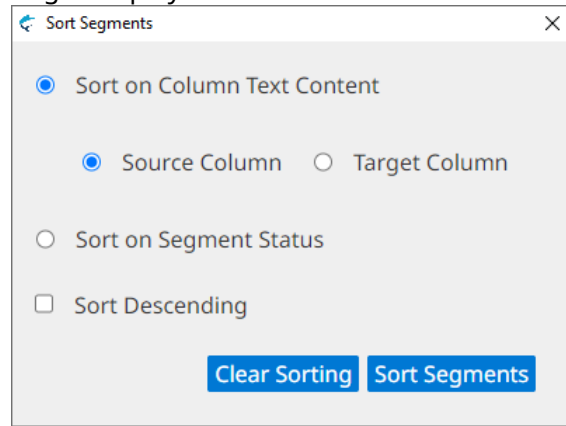 Sort Segments
Sort on Column Text Content
Source Column Target Column
Sort on Segment Status
Sort Descending
Clear Sorting Sort Segments